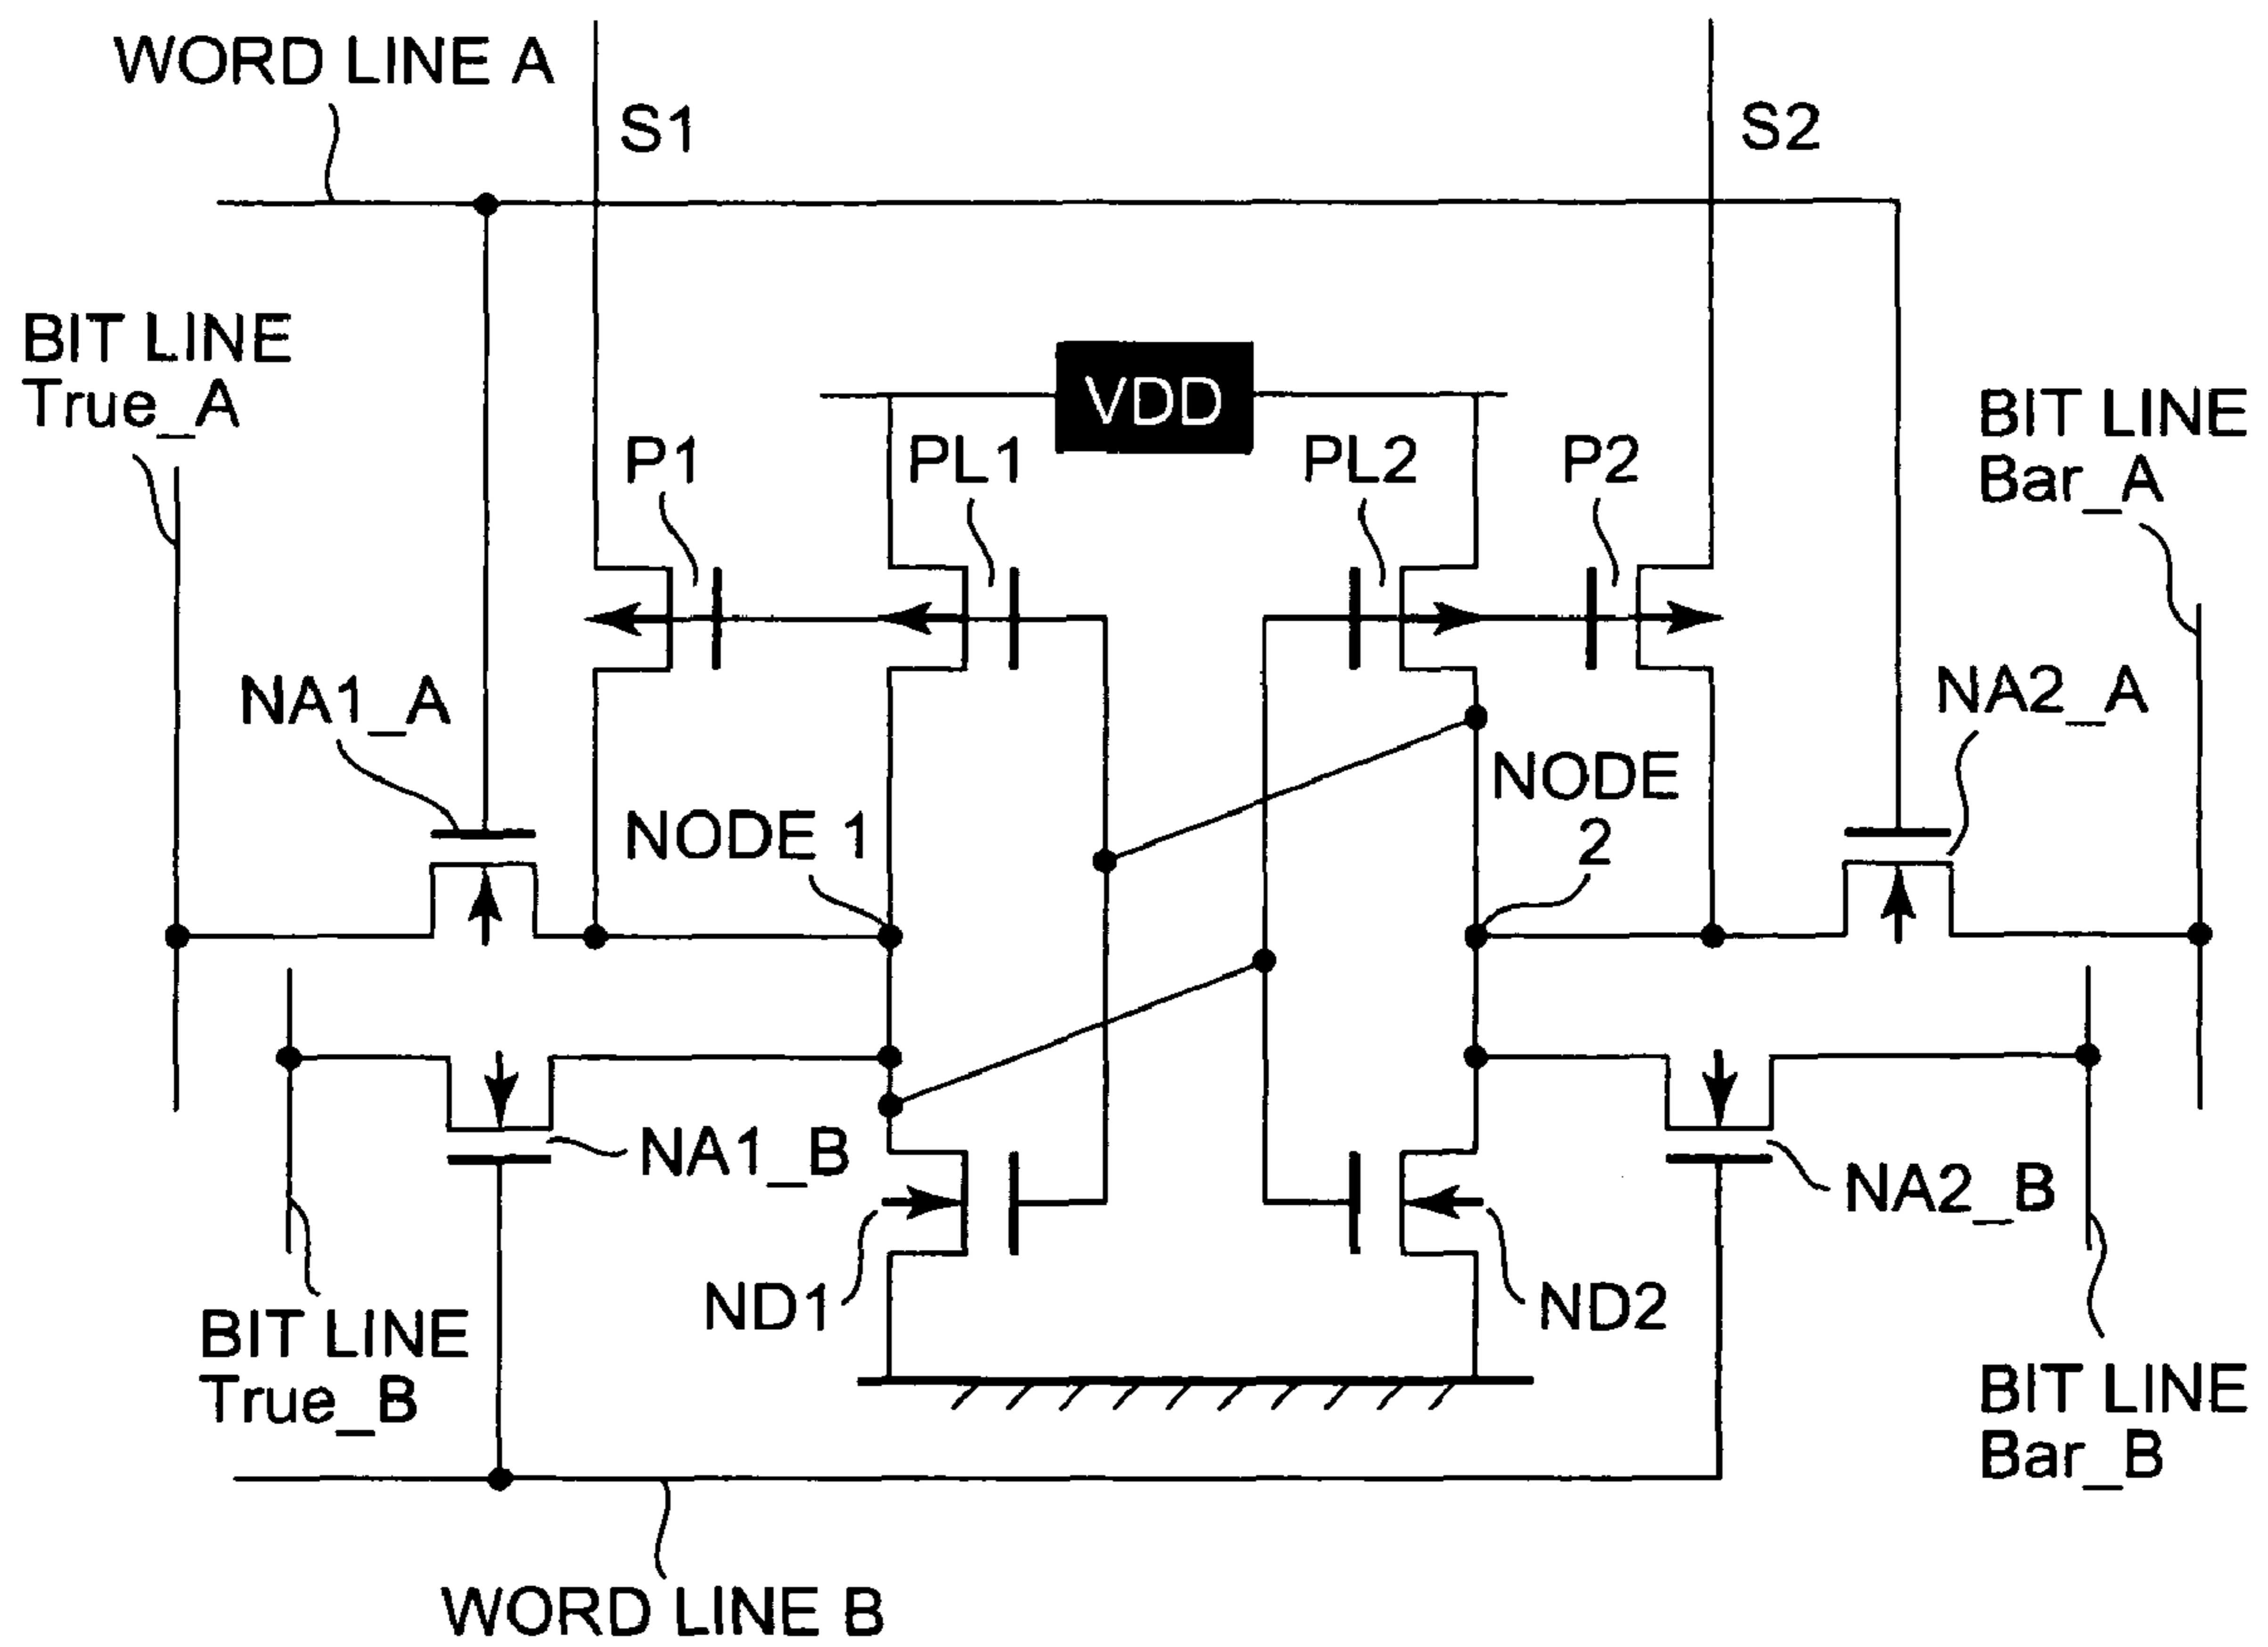 WORD LINE A
S1
S2
BIT LINE
True_A
VDD
BIT LINE
Bar_A
P1
PL1
PL2
P2
NA1_A
NA2_A
NODE 1
NODE
2
NA1_B
NA2_B
ND1
ND2
BIT LINE
True_B
BIT LINE
Bar_B
WORD LINE B